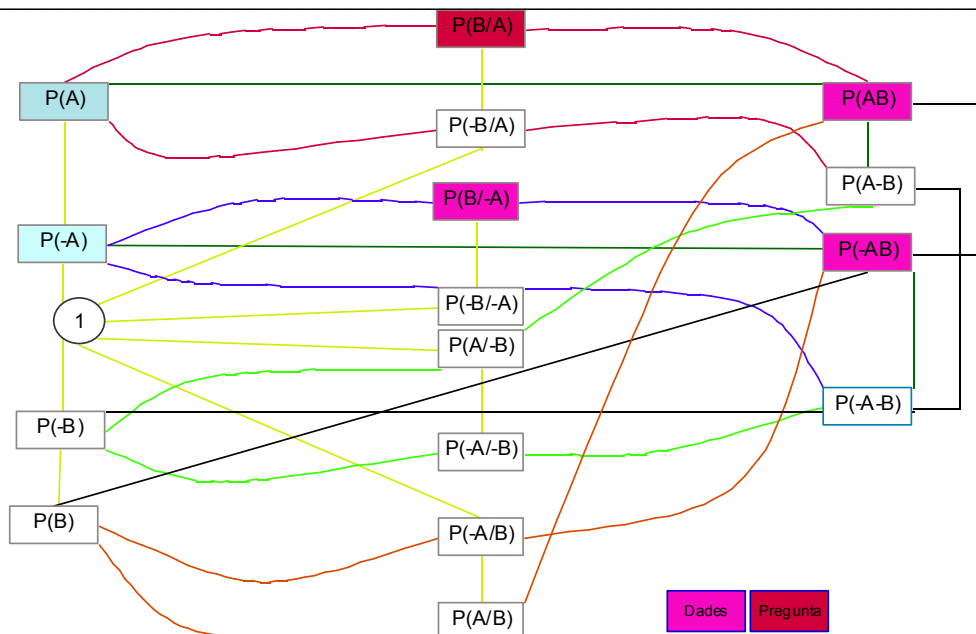 P(B/A)
P(A)
P(AB)
P(-B/A)
P(A-B)
P(B/-A)
P(-A)
P(-AB)
P(-B/-A)
1
P(A/-B)
P(-A-B)
P(-B)
P(-A/-B)
P(B)
P(-A/B)
P(A/B)
Dades
Pregunta